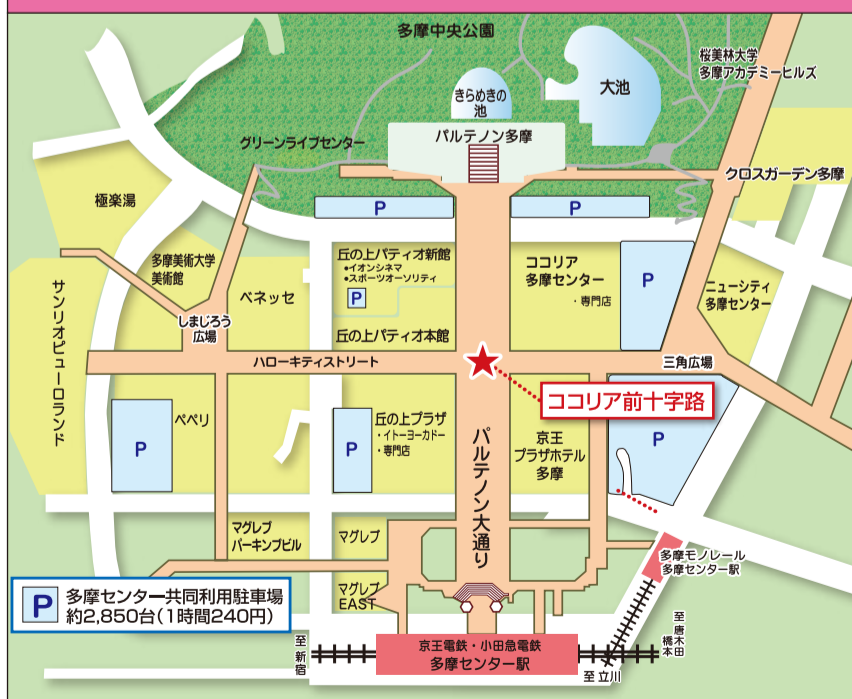 多摩中央公園
桜美林大学
多摩アカデミーヒルズ
大池
きらめきの
池
パルテノン多摩
グリーンライブセンター
クロスガーデン多摩
極楽湯
P
P
多摩美術大学
美術館
丘の上パティオ新館
●イオンシネマ
●スポーツオーソリティ
P
ココリア
多摩センター
・専門店
P
ニューシティ
多摩センター
サンリオピューロランド
ベネッセ
しまじろう
広場
丘の上パティオ本館
ハローキティストリート
三角広場
ココリア前十字路
ペペリ
P
丘の上プラザ
・イトーヨーカドー
・専門店
P
パルテノン大通り
京王
プラザホテル
多摩
P
マグレブ
パーキングビル
マグレブ
マグレブ
EAST
多摩モノレール
多摩センター駅
P
多摩センター共同利用駐車場
約2,850台(1時間240円)
至新宿
京王電鉄・小田急電鉄
多摩センター駅
至唐木田
橋本
至立川